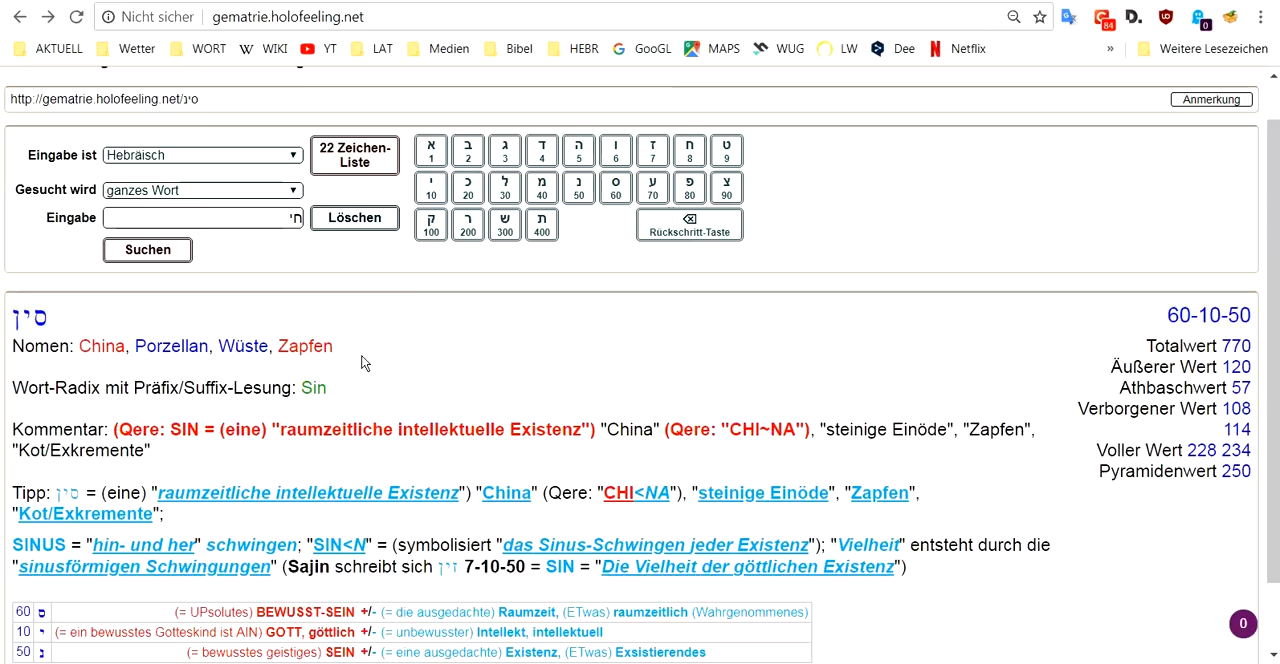 Nicht sicher gematrie.holofeeling.net
84 0
AKTUELL Wetter WORT WIKI YT LAT Medien Bibel HEBR GooGL MAPS WUG LW Dee Netflix » Weitere Lesezeichen
http://gematrie.holofeeling.net/סינ Anmerkung
Eingabe ist Hebräisch 22 Zeichen-Liste
Gesucht wird ganzes Wort
Eingabe חי Löschen
Suchen
א ב ג ד ה ו ז ח ט
1 2 3 4 5 6 7 8 9
י כ ל מ נ ס ע פ צ
10 20 30 40 50 60 70 80 90
ק ר ש ת
100 200 300 400 Rückschritt-Taste
סין 60-10-50
Nomen: China, Porzellan, Wüste, Zapfen
Totalwert 770
Äußerer Wert 120
Athbaschwert 57
Verborgener Wert 108
114
Voller Wert 228 234
Pyramidenwert 250
Wort-Radix mit Präfix/Suffix-Lesung: Sin
Kommentar: (Qere: SIN = (eine) "raumzeitliche intellektuelle Existenz") "China" (Qere: "CHI~NA"), "steinige Einöde", "Zapfen",
"Kot/Exkremente"
Tipp: סין = (eine) "raumzeitliche intellektuelle Existenz") "China" (Qere: "CHI<NA"), "steinige Einöde", "Zapfen",
"Kot/Exkremente";
SINUS = "hin- und her" schwingen; "SIN<N" = (symbolisiert "das Sinus-Schwingen jeder Existenz"); "Vielheit" entsteht durch die
"sinusförmigen Schwingungen" (Sajin schreibt sich זין 7-10-50 = SIN = "Die Vielheit der göttlichen Existenz")
60 ס (= UPsolutes) BEWUSST-SEIN +/- (= die ausgedachte) Raumzeit, (ETwas) raumzeitlich (Wahrgenommenes)
10 י (= ein bewusstes Gotteskind ist AIN) GOTT, göttlich +/- (= unbewusster) Intellekt, intellektuell
50 נ (= bewusstes geistiges) SEIN +/- (= eine ausgedachte) Existenz, (ETwas) Exsistierendes
0